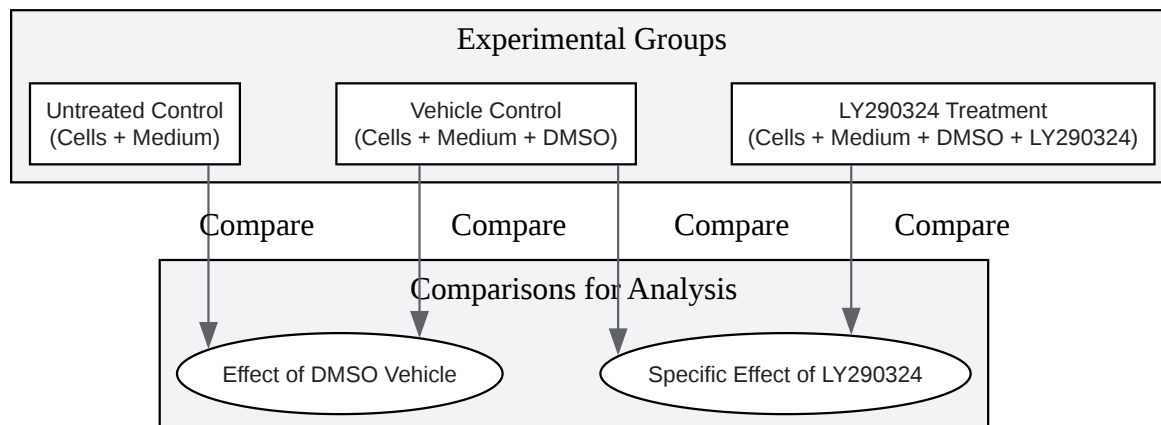 Experimental Groups
Untreated Control
(Cells + Medium)
Vehicle Control
(Cells + Medium + DMSO)
LY290324 Treatment
(Cells + Medium + DMSO + LY290324)
Compare
Compare
Compare
Compare
Comparisons for Analysis
Effect of DMSO Vehicle
Specific Effect of LY290324